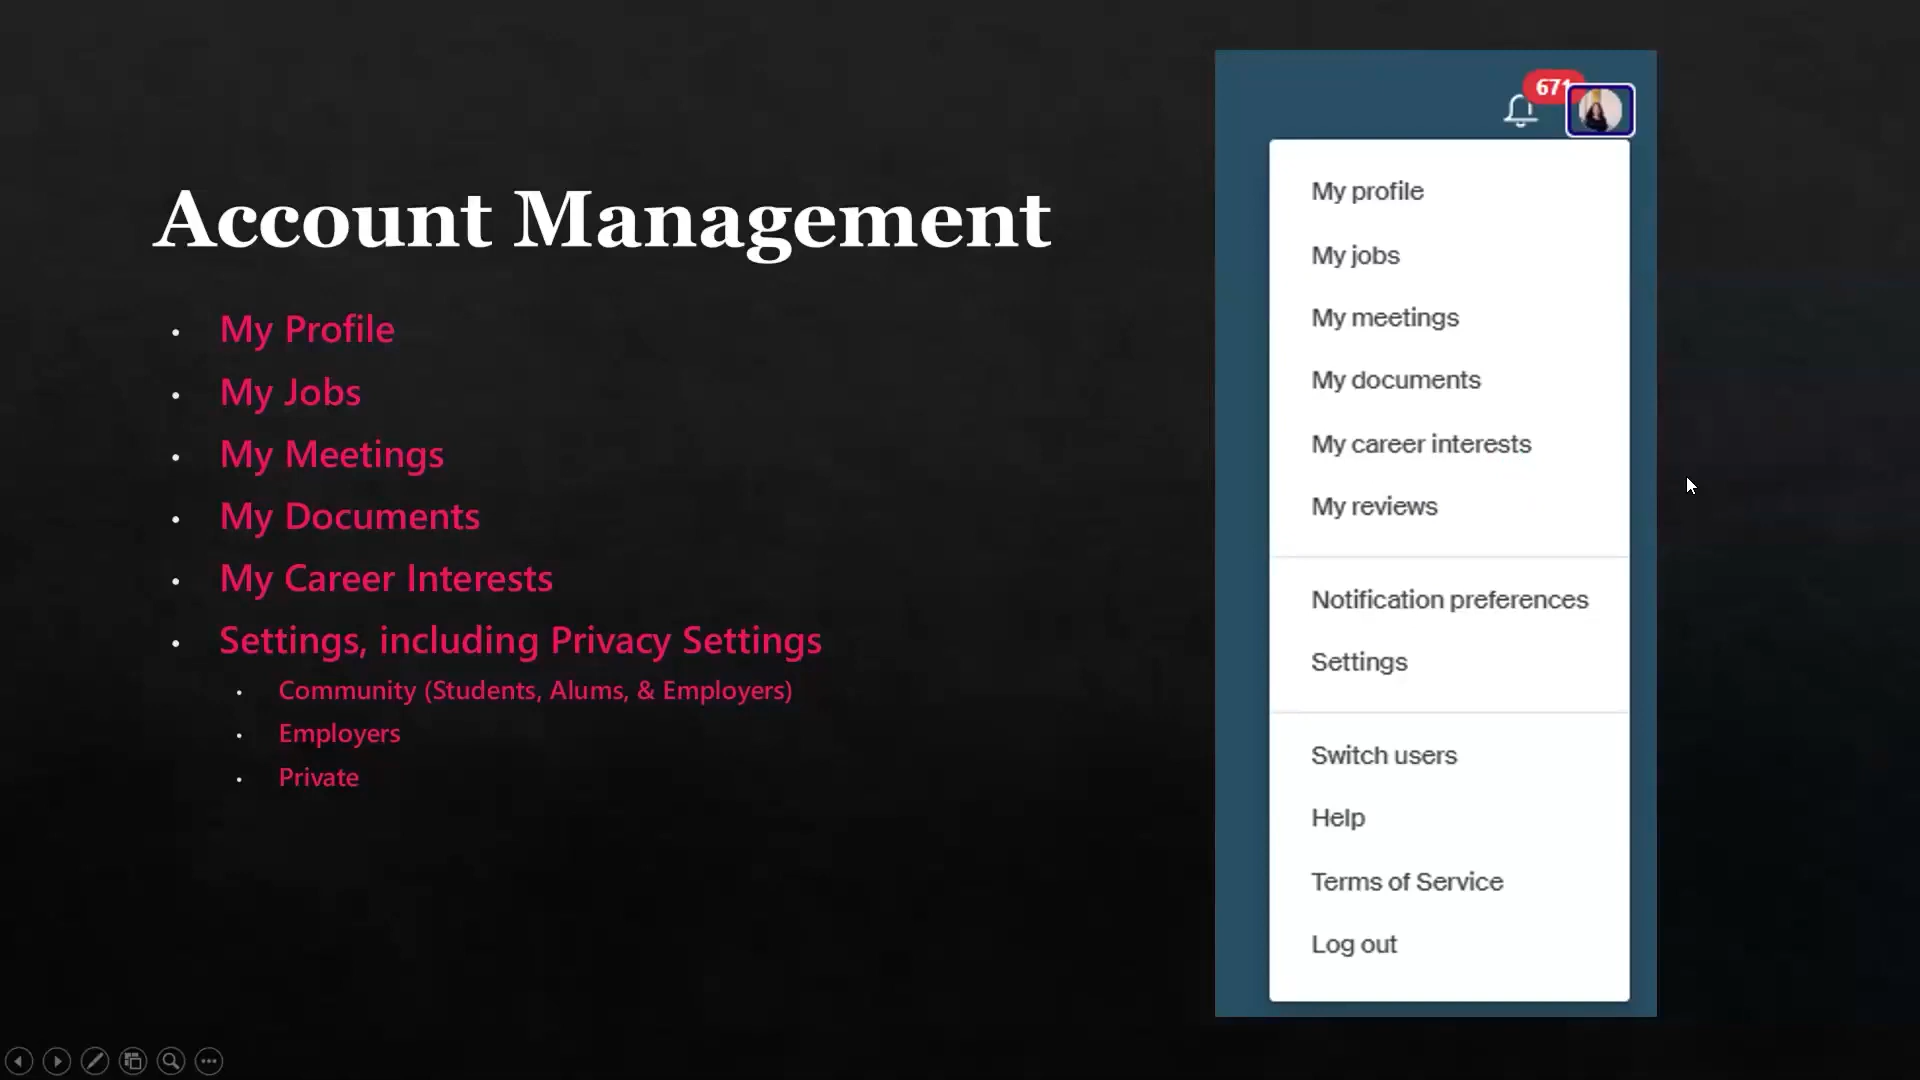 Account Management
My Profile
My Jobs
My Meetings
My Documents
My Career Interests
Settings, including Privacy Settings
Community (Students, Alums, & Employers)
Employers
Private
671
My profile
My jobs
My meetings
My documents
My career interests
My reviews
Notification preferences
Settings
Switch users
Help
Terms of Service
Log out